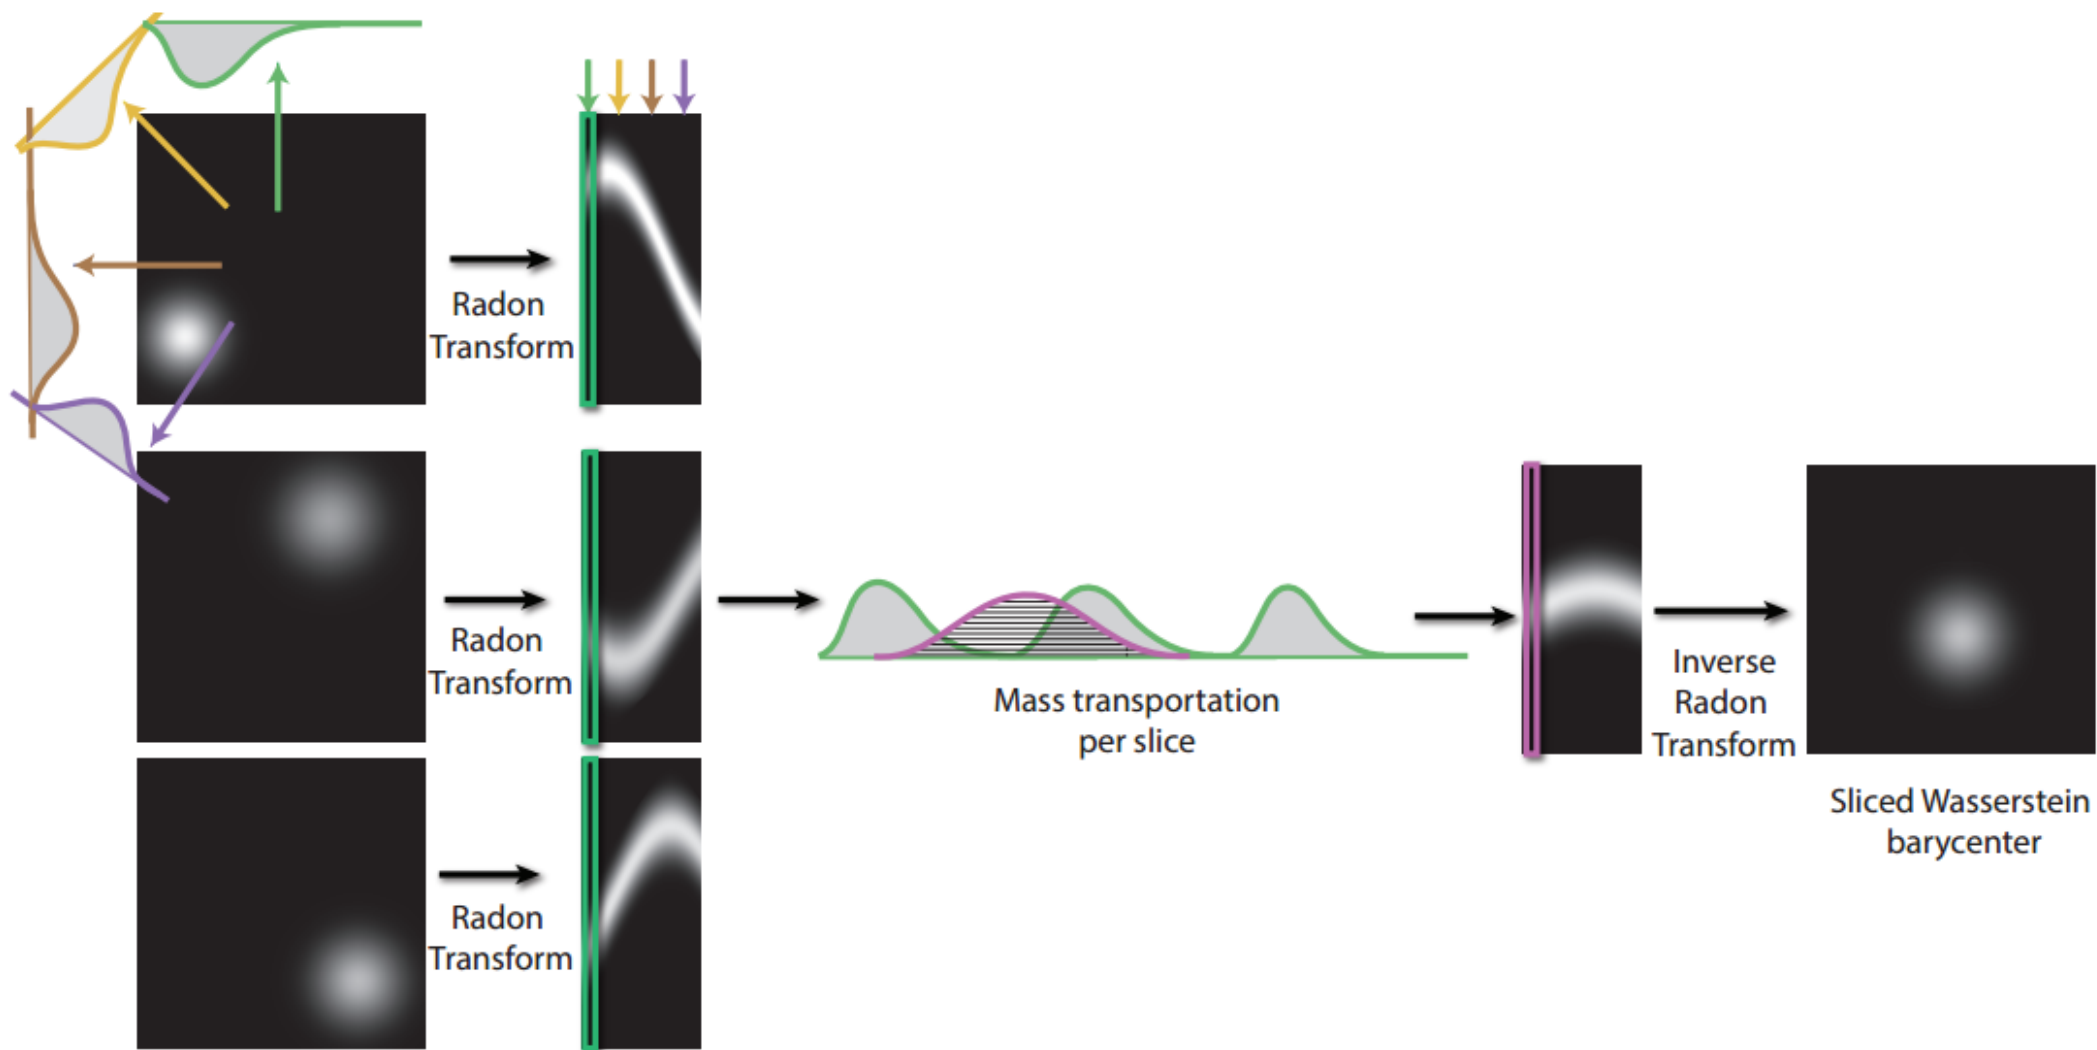 Radon
Transform
Radon
Transform
Radon
Transform
Mass transportation
per slice
Inverse
Radon
Transform
Sliced Wasserstein
barycenter